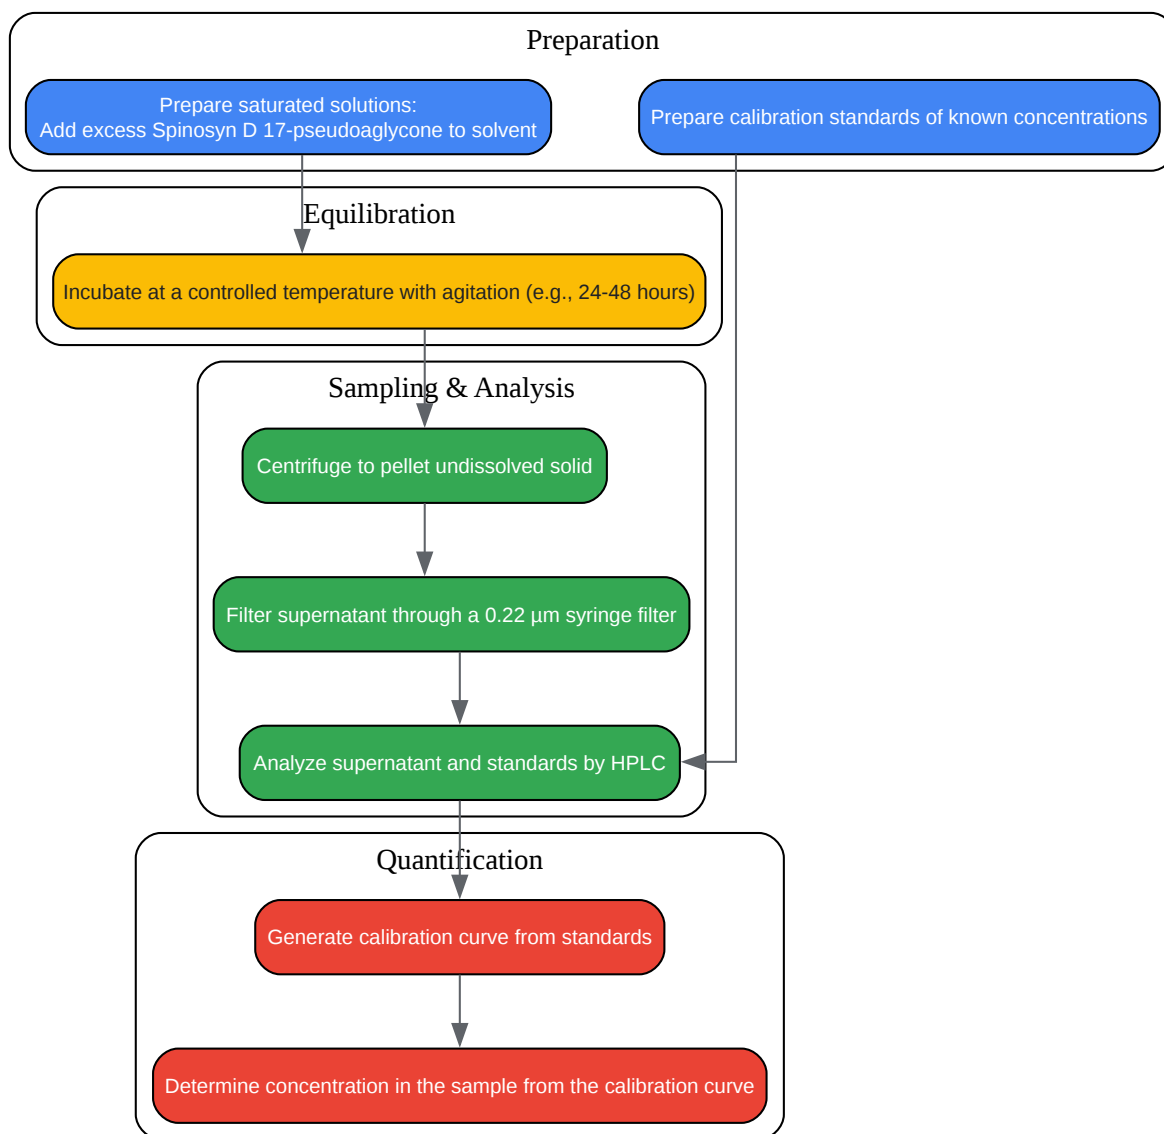 Preparation
Prepare saturated solutions:
Add excess Spinosyn D 17-pseudoaglycone to solvent
Prepare calibration standards of known concentrations
Equilibration
Incubate at a controlled temperature with agitation (e.g., 24-48 hours)
Sampling & Analysis
Centrifuge to pellet undissolved solid
Filter supernatant through a 0.22 µm syringe filter
Analyze supernatant and standards by HPLC
Quantification
Generate calibration curve from standards
Determine concentration in the sample from the calibration curve